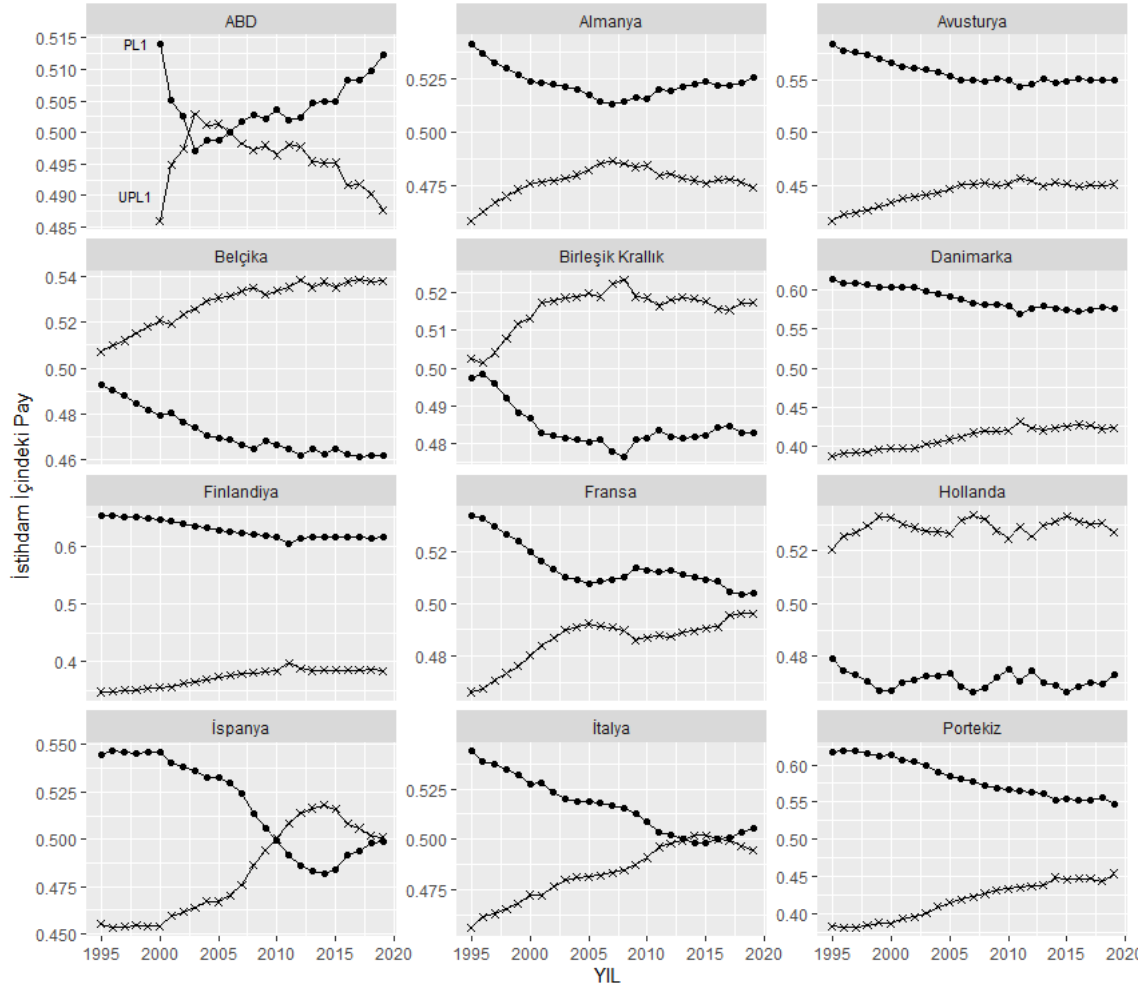 ABD
Almanya
Avusturya
0.515
0.510
0.505
0.500
0.495
0.490
0.485
PL1
UPL1
0.525
0.500
0.475
0.55
0.50
0.45
Belçika
Birleşik Krallık
Danimarka
0.54
0.52
0.50
0.48
0.46
0.52
0.51
0.50
0.49
0.48
0.60
0.55
0.50
0.45
0.40
Finlandiya
Fransa
Hollanda
0.6
0.5
0.4
0.52
0.50
0.48
0.52
0.50
0.48
İspanya
İtalya
Portekiz
0.550
0.525
0.500
0.475
0.450
0.525
0.500
0.475
0.60
0.55
0.50
0.45
0.40
1995 2000 2005 2010 2015 2020
1995 2000 2005 2010 2015 2020
1995 2000 2005 2010 2015 2020
YIL
İstihdam İçindeki Pay